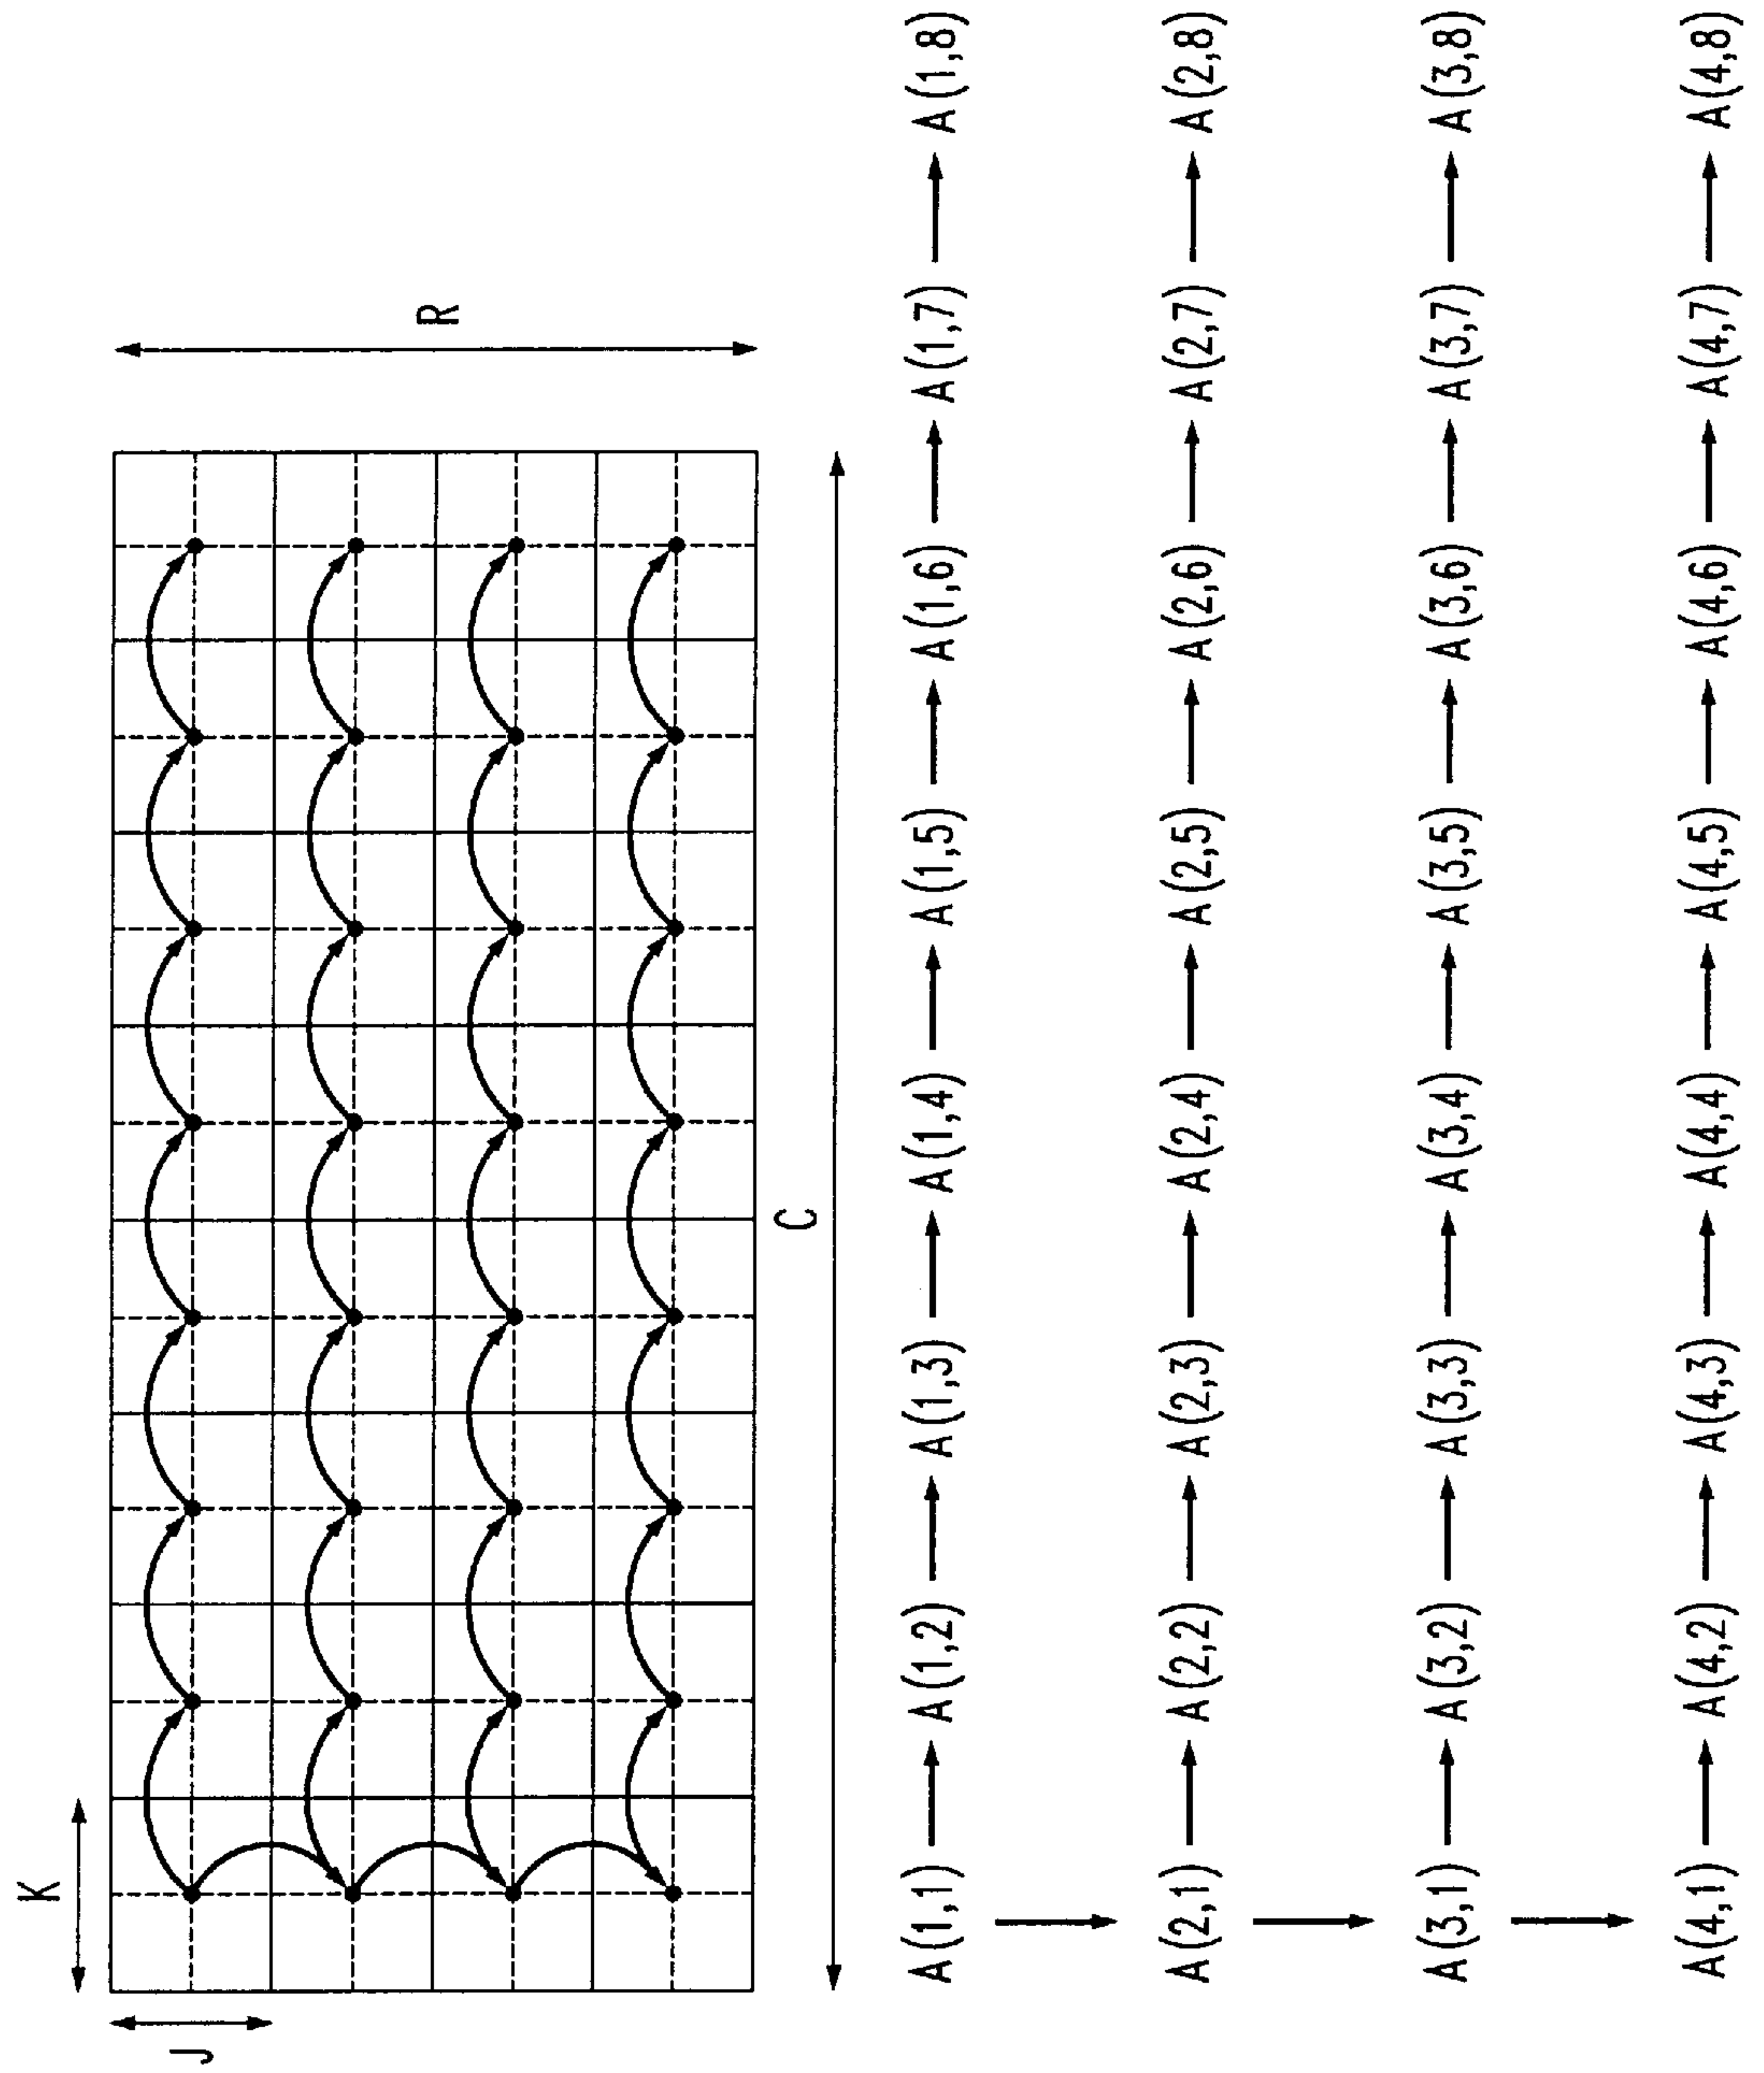 K
J
R
C
A(1,1) → A(1,2) → A(1,3) → A(1,4) → A(1,5) → A(1,6) → A(1,7) → A(1,8)
A(2,1) → A(2,2) → A(2,3) → A(2,4) → A(2,5) → A(2,6) → A(2,7) → A(2,8)
A(3,1) → A(3,2) → A(3,3) → A(3,4) → A(3,5) → A(3,6) → A(3,7) → A(3,8)
A(4,1) → A(4,2) → A(4,3) → A(4,4) → A(4,5) → A(4,6) → A(4,7) → A(4,8)